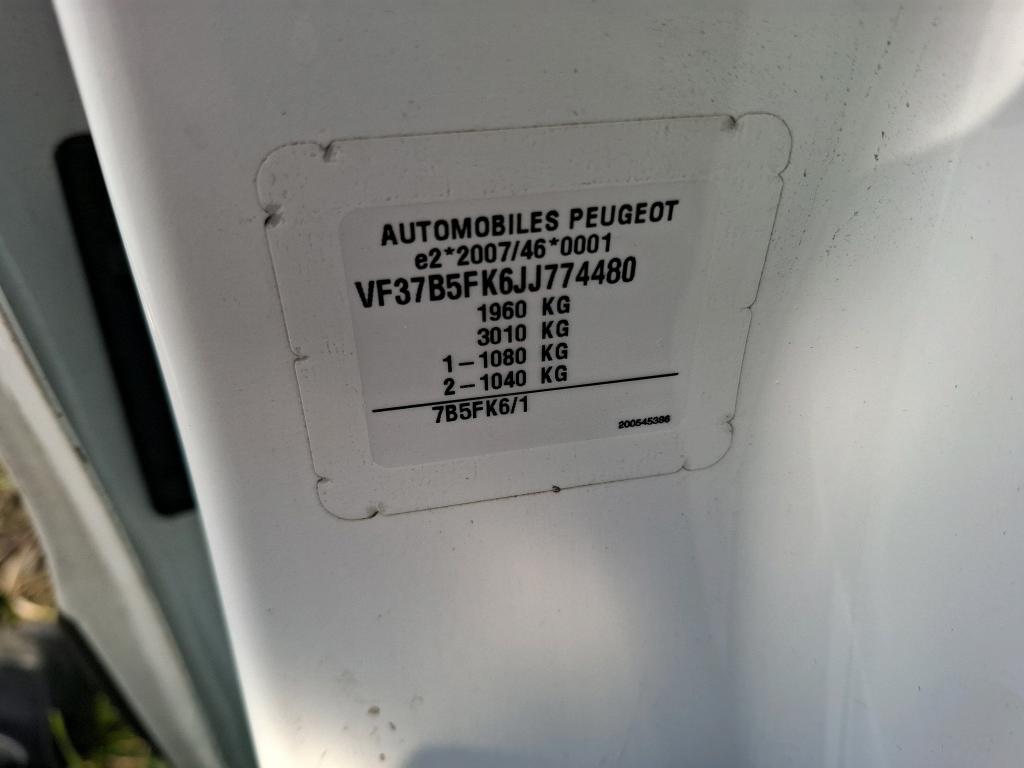 AUTOMOBILES PEUGEOT
e2*2007/46*0001
VF37B5FK6JJ774480
1960 KG
3010 KG
1-1080 KG
2-1040 KG
7B5FK6/1
200545386